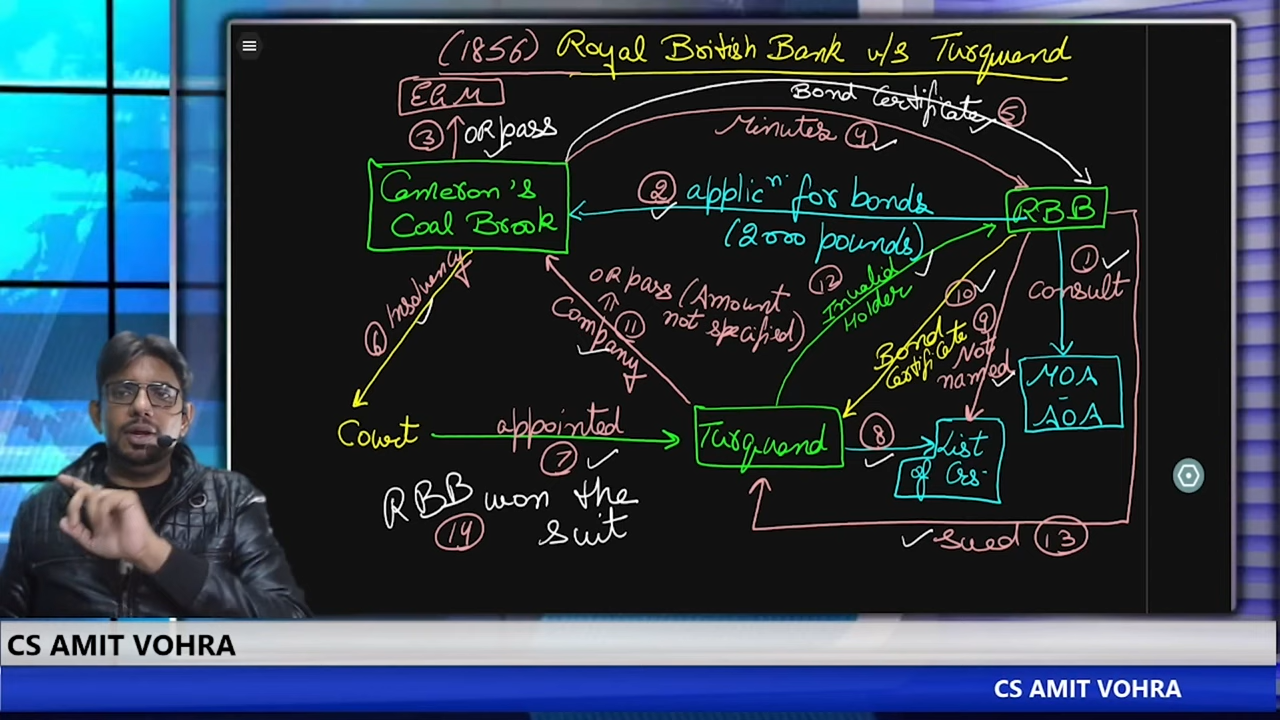 (1856) Royal British Bank v/s Turquand
EGM
③ OR pass
Bond Certificate ⑤
Minutes ④
Cameron's
Coal Brook
② applicⁿ· for bonds
(2000 pounds)
RBB
① consult
MOA
-
AOA
⑥ Insolvency
Court
appointed
⑦
Turquand
⑧
List
of Crs·
⑨ Not
named
⑩
Bond
Certificate
⑪ Company
OR pass (Amount
not specified)
⑫ Invalid
Holder
sued ⑬
RBB won the
⑭ suit
CS AMIT VOHRA
CS AMIT VOHRA